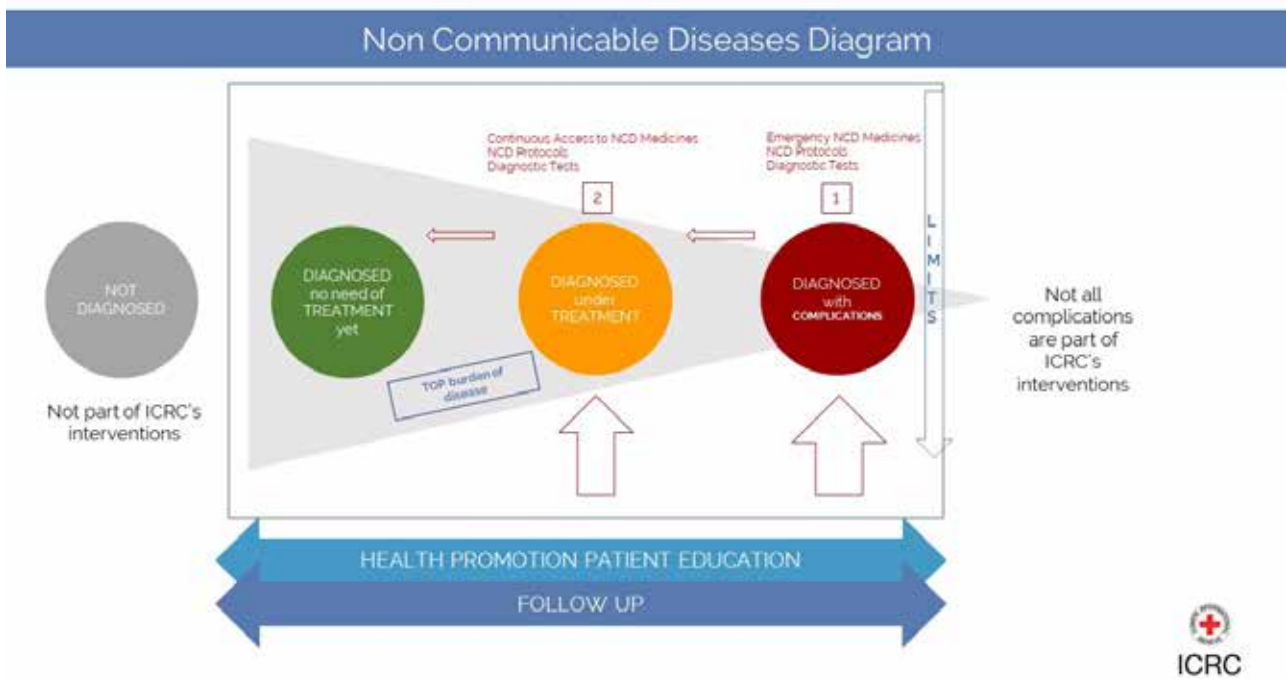 Non Communicable Diseases Diagram
Continuous Access to NCD Medicines
NCD Protocols
Diagnostic Tests
Emergency NCD Medicines
NCD Protocols
Diagnostic Tests
2
1
LIMITS
NOT
DIAGNOSED
DIAGNOSED
no need of
TREATMENT
yet
DIAGNOSED
under
TREATMENT
DIAGNOSED
with
COMPLICATIONS
Not all
complications
are part of
ICRC's
interventions
TOP burden of
disease
Not part of ICRC's
interventions
HEALTH PROMOTION PATIENT EDUCATION
FOLLOW UP
ICRC